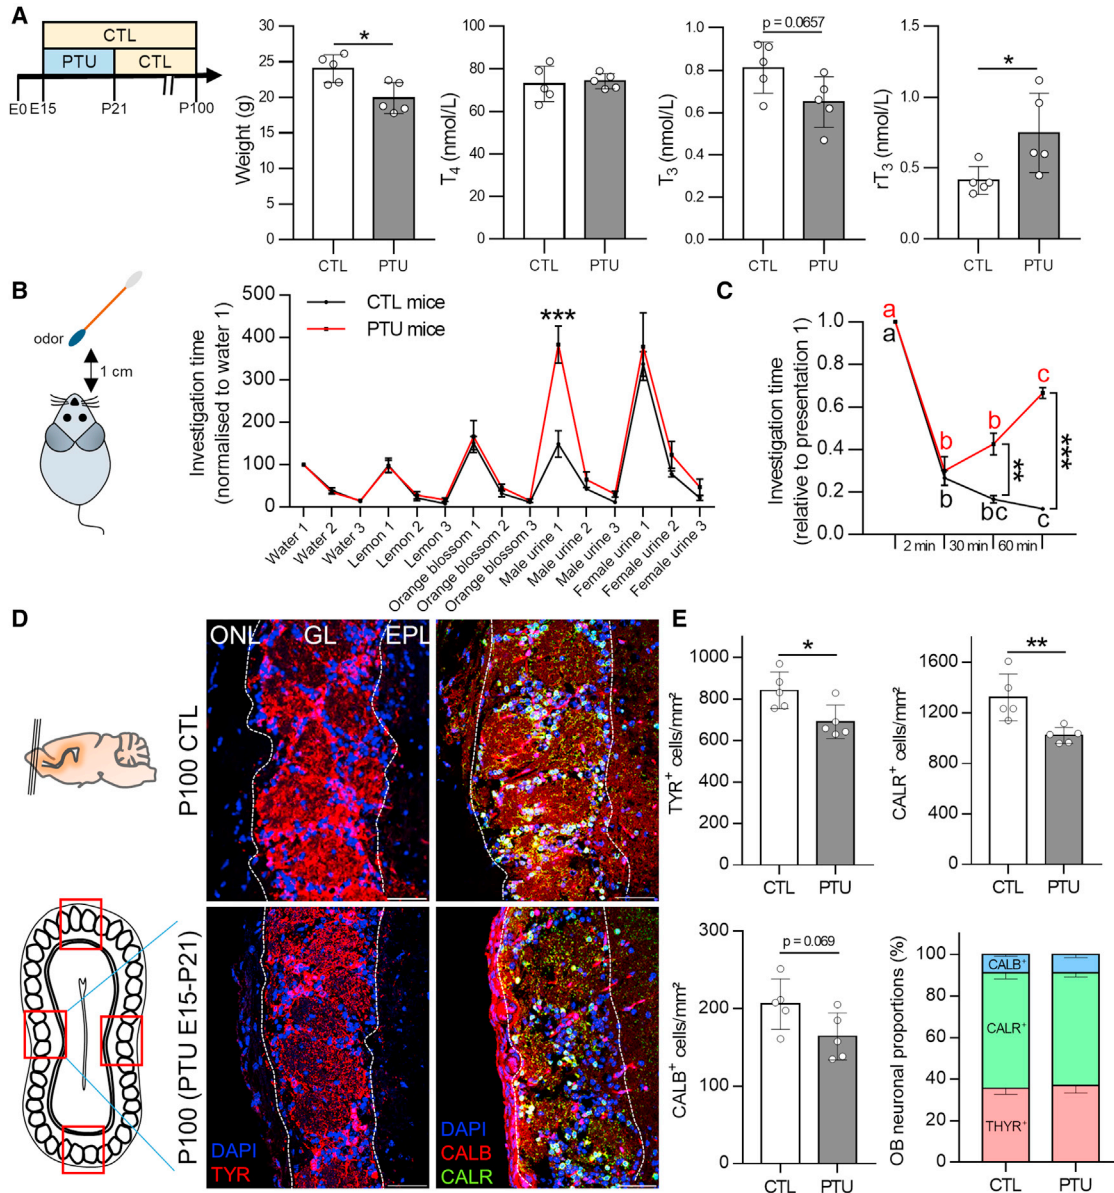 A
CTL
PTU
CTL
E0 E15
P21
P100
30
25
20
15
10
5
0
Weight (g)
*
CTL
PTU
100
80
60
40
20
0
T4 (nmol/L)
CTL
PTU
1.0
0.8
0.6
0.4
0.2
0.0
T3 (nmol/L)
p = 0.0657
CTL
PTU
1.5
1.0
0.5
0.0
rT3 (nmol/L)
*
CTL
PTU
B
odor
1 cm
500
400
300
200
100
0
Investigation time
(normalised to water 1)
CTL mice
PTU mice
***
Water 1
Water 2
Water 3
Lemon 1
Lemon 2
Lemon 3
Orange blossom 1
Orange blossom 2
Orange blossom 3
Male urine 1
Male urine 2
Male urine 3
Female urine 1
Female urine 2
Female urine 3
C
1.0
0.8
0.6
0.4
0.2
0.0
Investigation time
(relative to presentation 1)
a
a
b
b
b
bc
c
c
**
***
2 min
30 min
60 min
D
P100 CTL
P100 (PTU E15-P21)
ONL
GL
EPL
DAPI
TYR
DAPI
CALB
CALR
E
1000
800
600
400
200
0
TYR+ cells/mm²
*
CTL
PTU
1600
1200
800
400
0
CALR+ cells/mm²
**
CTL
PTU
300
200
100
0
CALB+ cells/mm²
p = 0.069
CTL
PTU
100
80
60
40
20
0
OB neuronal proportions (%)
CALB+
CALR+
THYR+
CTL
PTU